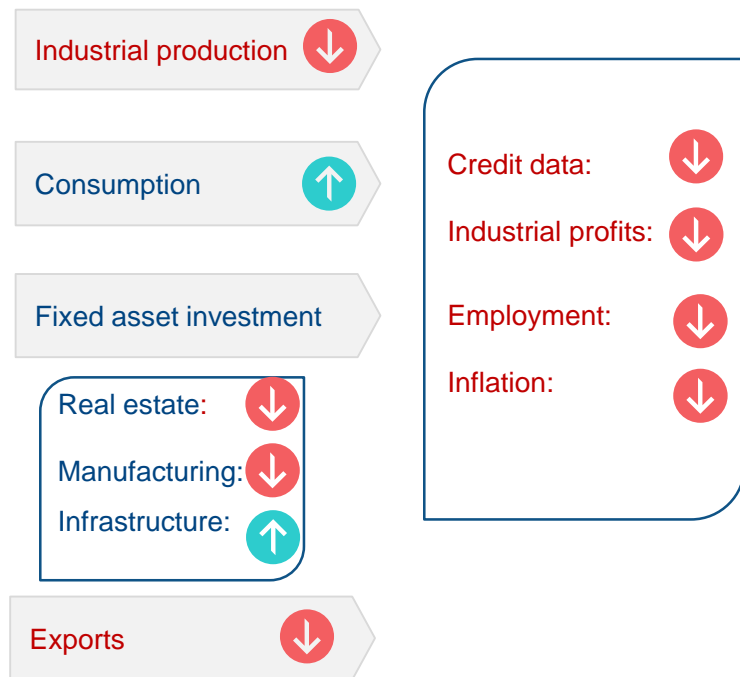 Industrial production
Consumption
Fixed asset investment
Real estate:
Manufacturing:
Infrastructure:
Exports
Credit data:
Industrial profits:
Employment:
Inflation: